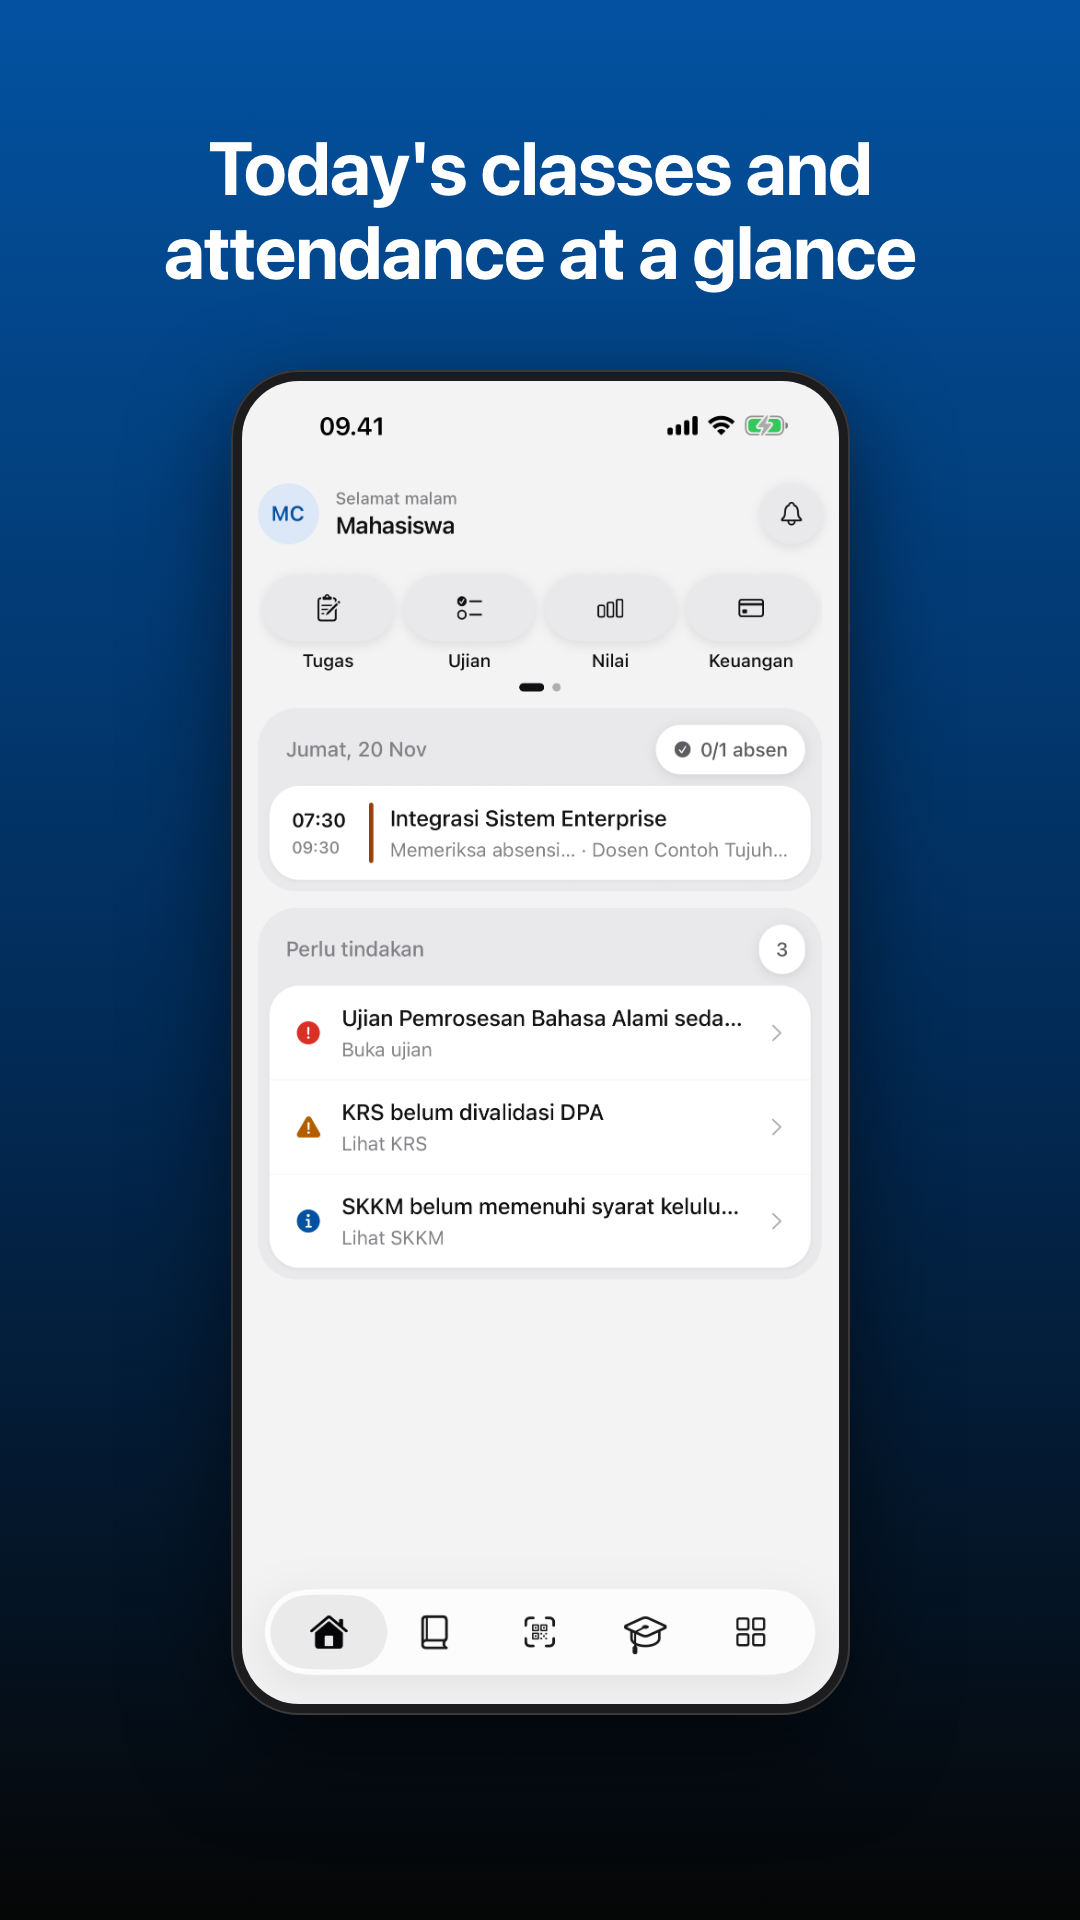 Today's classes and
attendance at a glance
09.41
MC
Selamat malam
Mahasiswa
Tugas
Ujian
Nilai
Keuangan
Jumat, 20 Nov
0/1 absen
07:30
Integrasi Sistem Enterprise
09:30
Memeriksa absensi... · Dosen Contoh Tujuh...
Perlu tindakan
3
Ujian Pemrosesan Bahasa Alami seda...
Buka ujian
KRS belum divalidasi DPA
Lihat KRS
SKKM belum memenuhi syarat kelulu...
Lihat SKKM